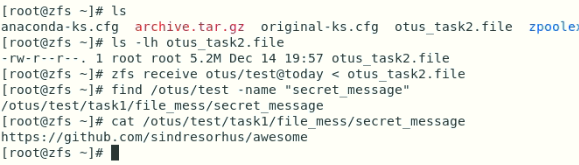 [root@zfs ~]# ls
anaconda-ks.cfg archive.tar.gz original-ks.cfg otus_task2.file zpoolex
[root@zfs ~]# ls -lh otus_task2.file
-rw-r--r--. 1 root root 5.2M Dec 14 19:57 otus_task2.file
[root@zfs ~]# zfs receive otus/test@today < otus_task2.file
[root@zfs ~]# find /otus/test -name "secret_message"
/otus/test/task1/file_mess/secret_message
[root@zfs ~]# cat /otus/test/task1/file_mess/secret_message
https://github.com/sindresorhus/awesome
[root@zfs ~]#